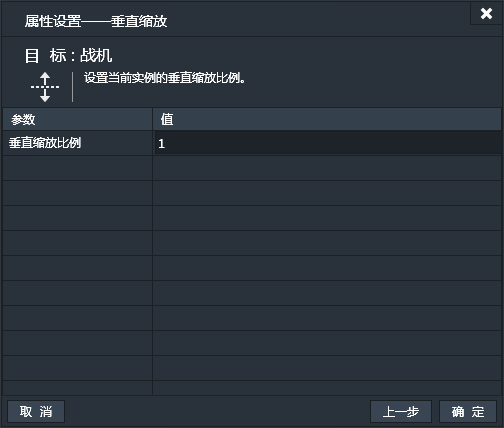 属性设置——垂直缩放
目 标：战机
设置当前实例的垂直缩放比例。
参数 值
垂直缩放比例 1
取 消 上一步 确 定